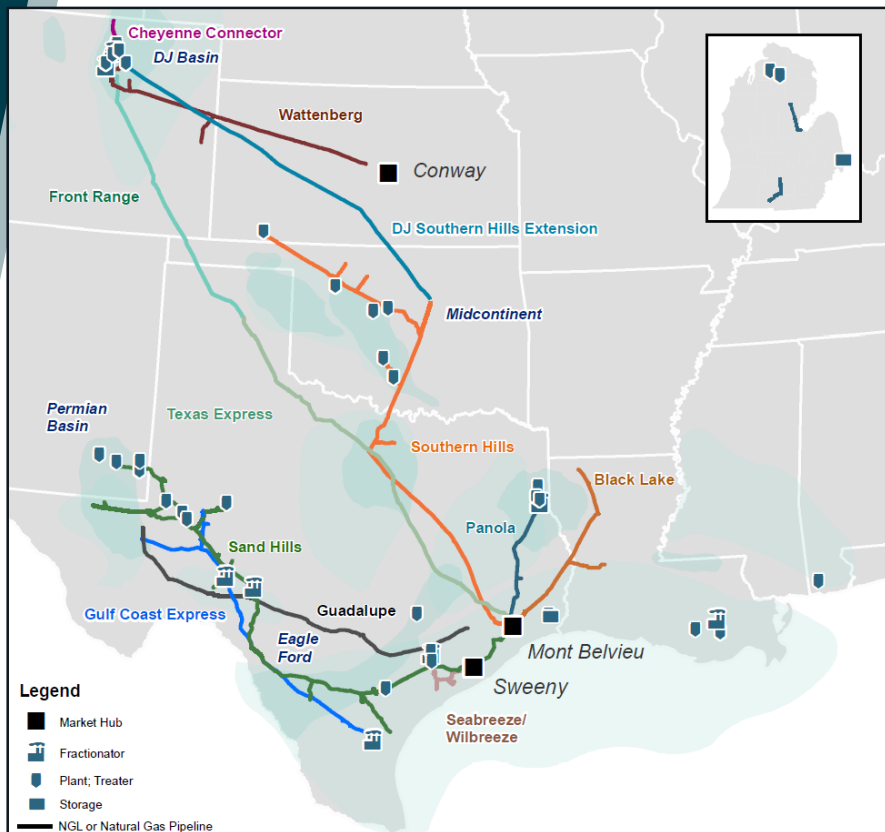 Cheyenne Connector
DJ Basin
Wattenberg
Conway
Front Range
DJ Southern Hills Extension
Midcontinent
Permian
Basin
Texas Express
Southern Hills
Black Lake
Panola
Sand Hills
Guadalupe
Gulf Coast Express
Eagle
Ford
Mont Belvieu
Sweeny
Seabreeze/
Wilbreeze
Legend
Market Hub
Fractionator
Plant; Treater
Storage
NGL or Natural Gas Pipeline